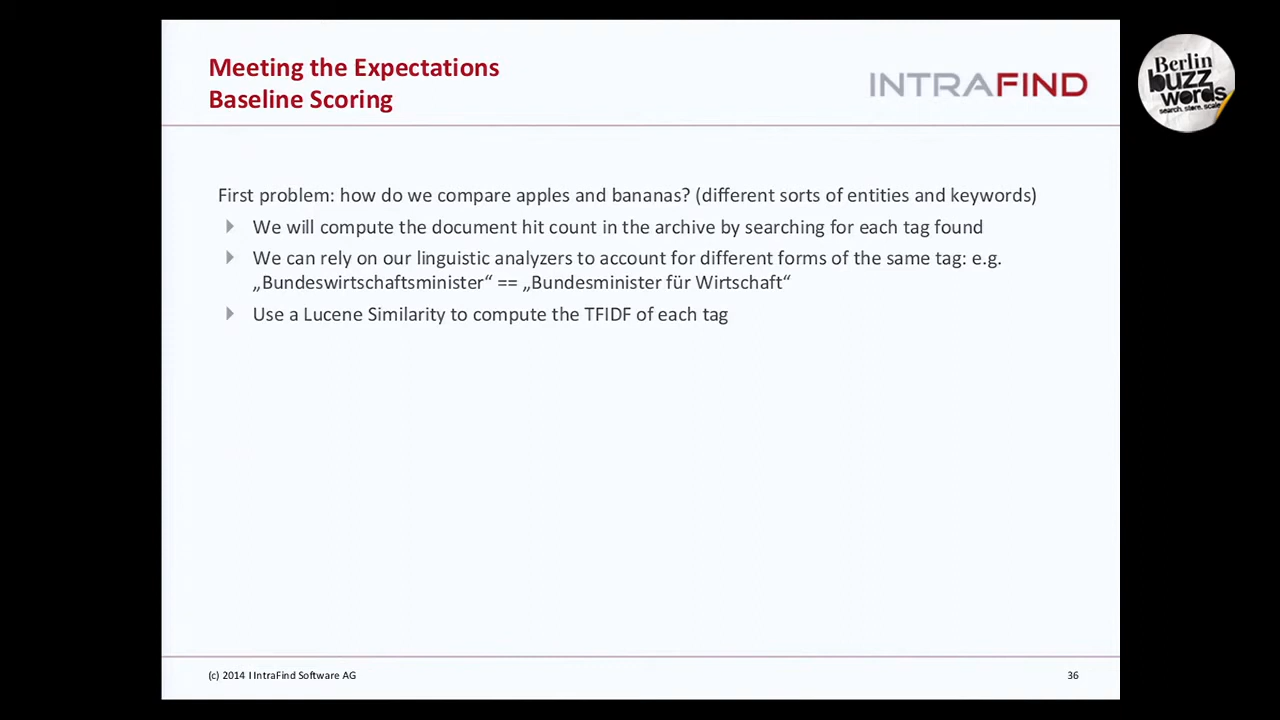 Meeting the Expectations
Baseline Scoring
INTRAFIND
Berlin
buzz
words
search. store. scale
First problem: how do we compare apples and bananas? (different sorts of entities and keywords)
We will compute the document hit count in the archive by searching for each tag found
We can rely on our linguistic analyzers to account for different forms of the same tag: e.g.
„Bundeswirtschaftsminister“ == „Bundesminister für Wirtschaft“
Use a Lucene Similarity to compute the TFIDF of each tag
(c) 2014 I IntraFind Software AG
36